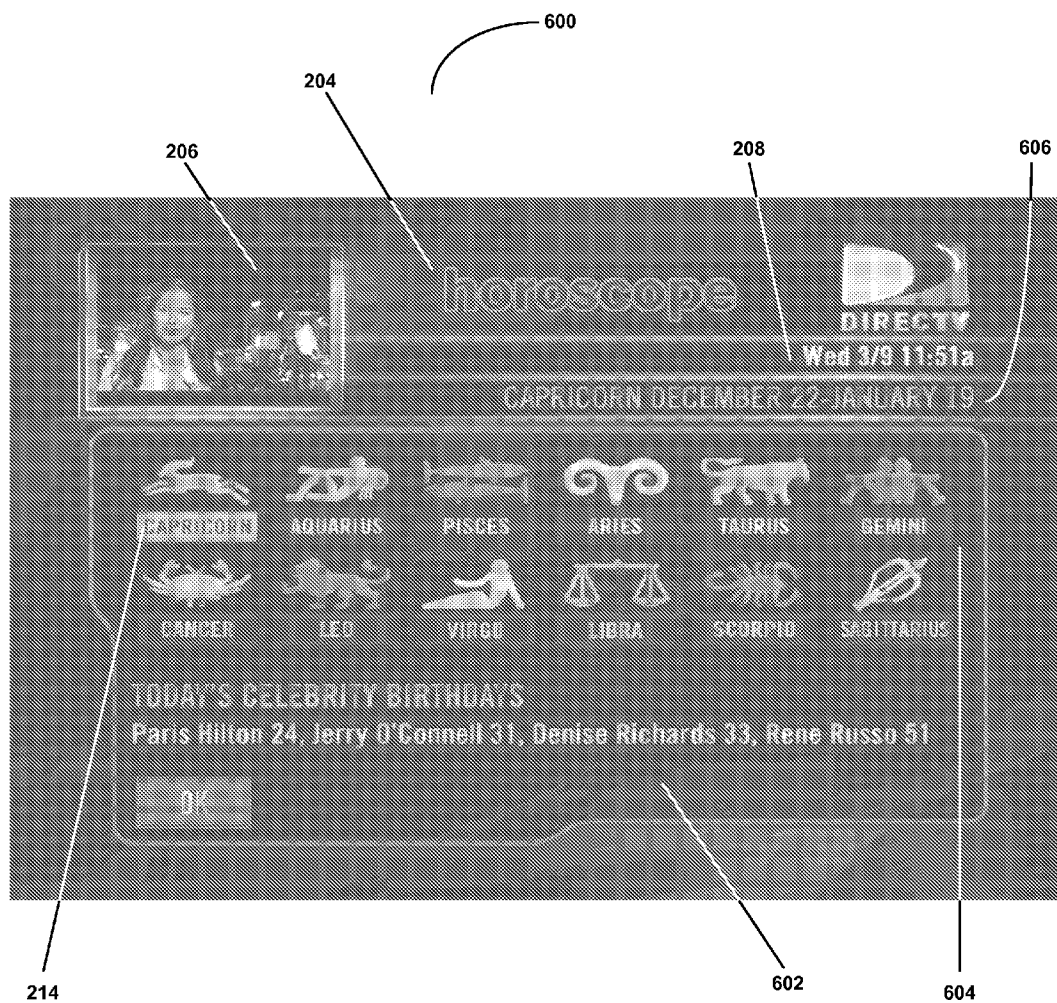 600
204
206
208
606
horoscope
DIRECTV
Wed 3/9 11:51a
CAPRICORN DECEMBER 22-JANUARY 19
CAPRICORN AQUARIUS PISCES ARIES TAURUS GEMINI
CANCER LEO VIRGO LIBRA SCORPIO SAGITTARIUS
TODAY'S CELEBRITY BIRTHDAYS
Paris Hilton 24, Jerry O'Connell 31, Denise Richards 33, Rene Russo 51
OK
214
602
604